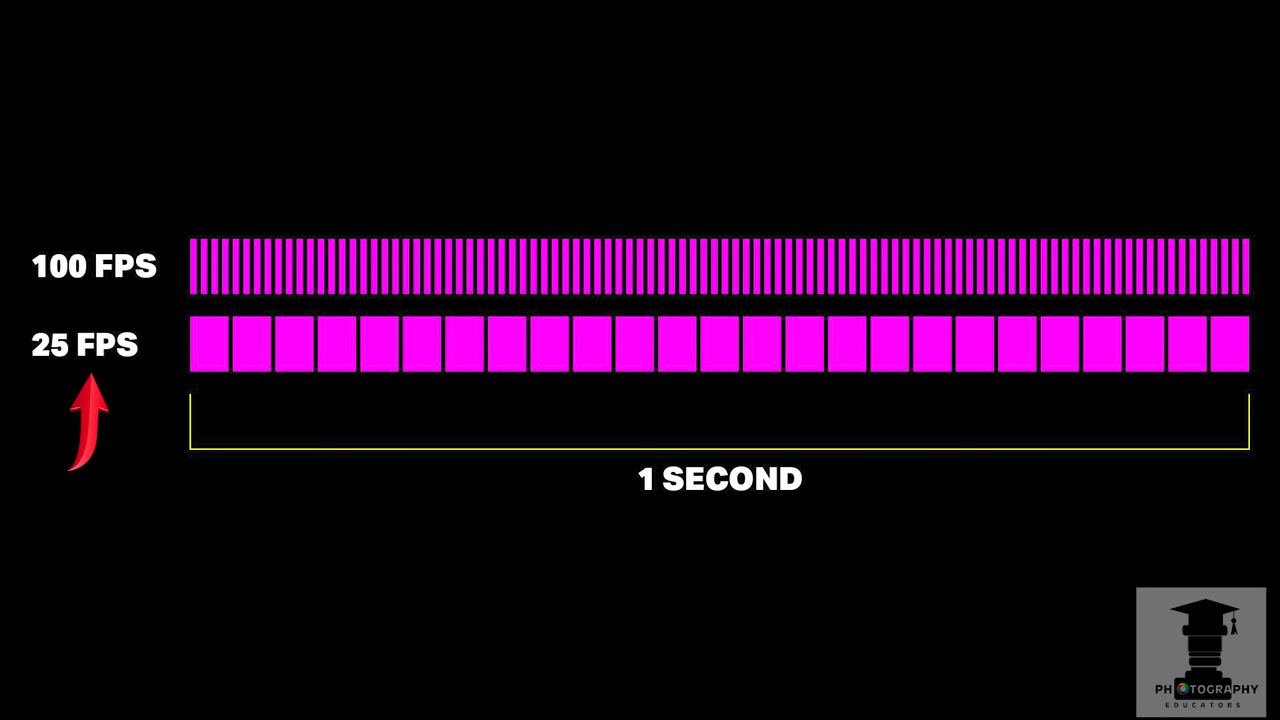 100 FPS
25 FPS
1 SECOND
PHOTOGRAPHY
EDUCATORS